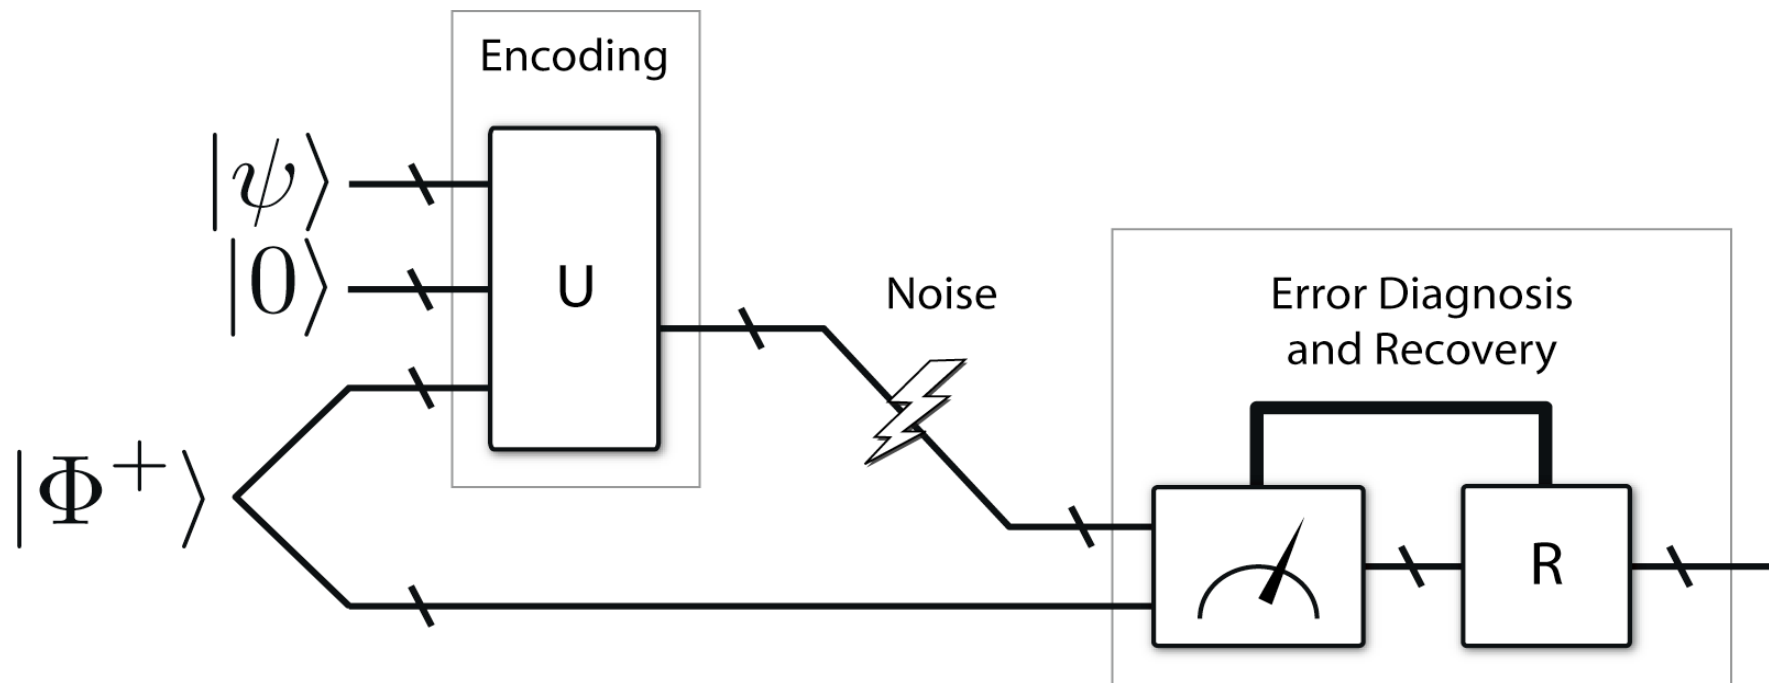 Encoding
|ψ⟩
|0⟩
U
Noise
Error Diagnosis
and Recovery
|Φ⁺⟩
R